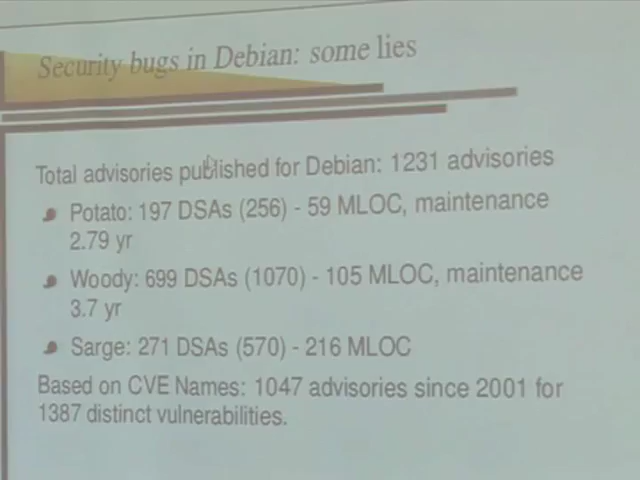 Security bugs in Debian: some lies
Total advisories published for Debian: 1231 advisories
Potato: 197 DSAs (256) - 59 MLOC, maintenance
2.79 yr
Woody: 699 DSAs (1070) - 105 MLOC, maintenance
3.7 yr
Sarge: 271 DSAs (570) - 216 MLOC
Based on CVE Names: 1047 advisories since 2001 for
1387 distinct vulnerabilities.